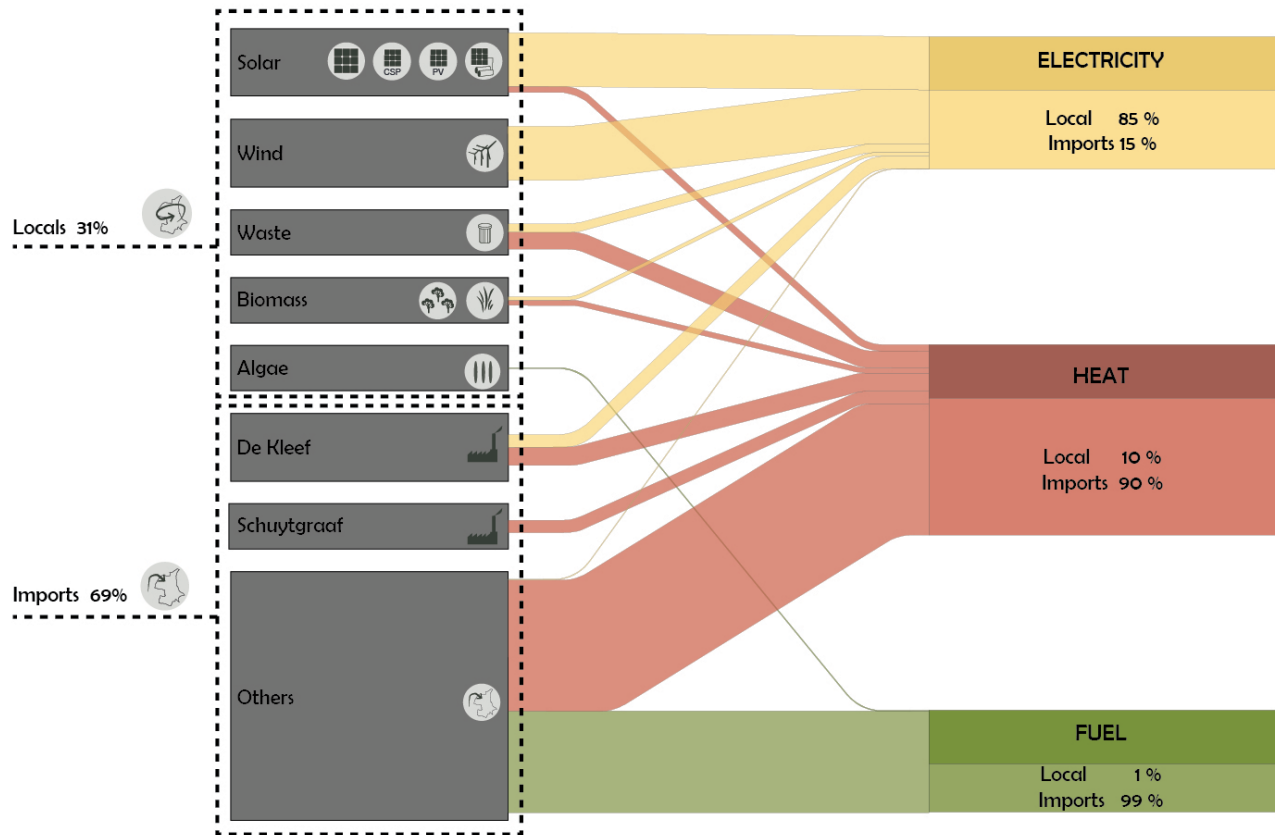 Solar
CSP
PV
Wind
Locals 31%
Waste
Biomass
Algae
De Kleef
Schuytgraaf
Imports 69%
Others
ELECTRICITY
Local 85 %
Imports 15 %
HEAT
Local 10 %
Imports 90 %
FUEL
Local 1 %
Imports 99 %